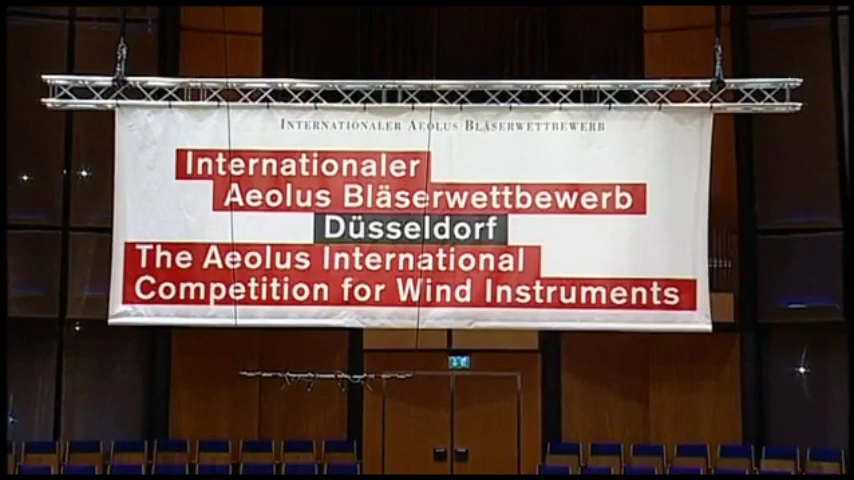 Internationaler Aeolus Bläserwettbewerb
Internationaler
Aeolus Bläserwettbewerb
Düsseldorf
The Aeolus International
Competition for Wind Instruments